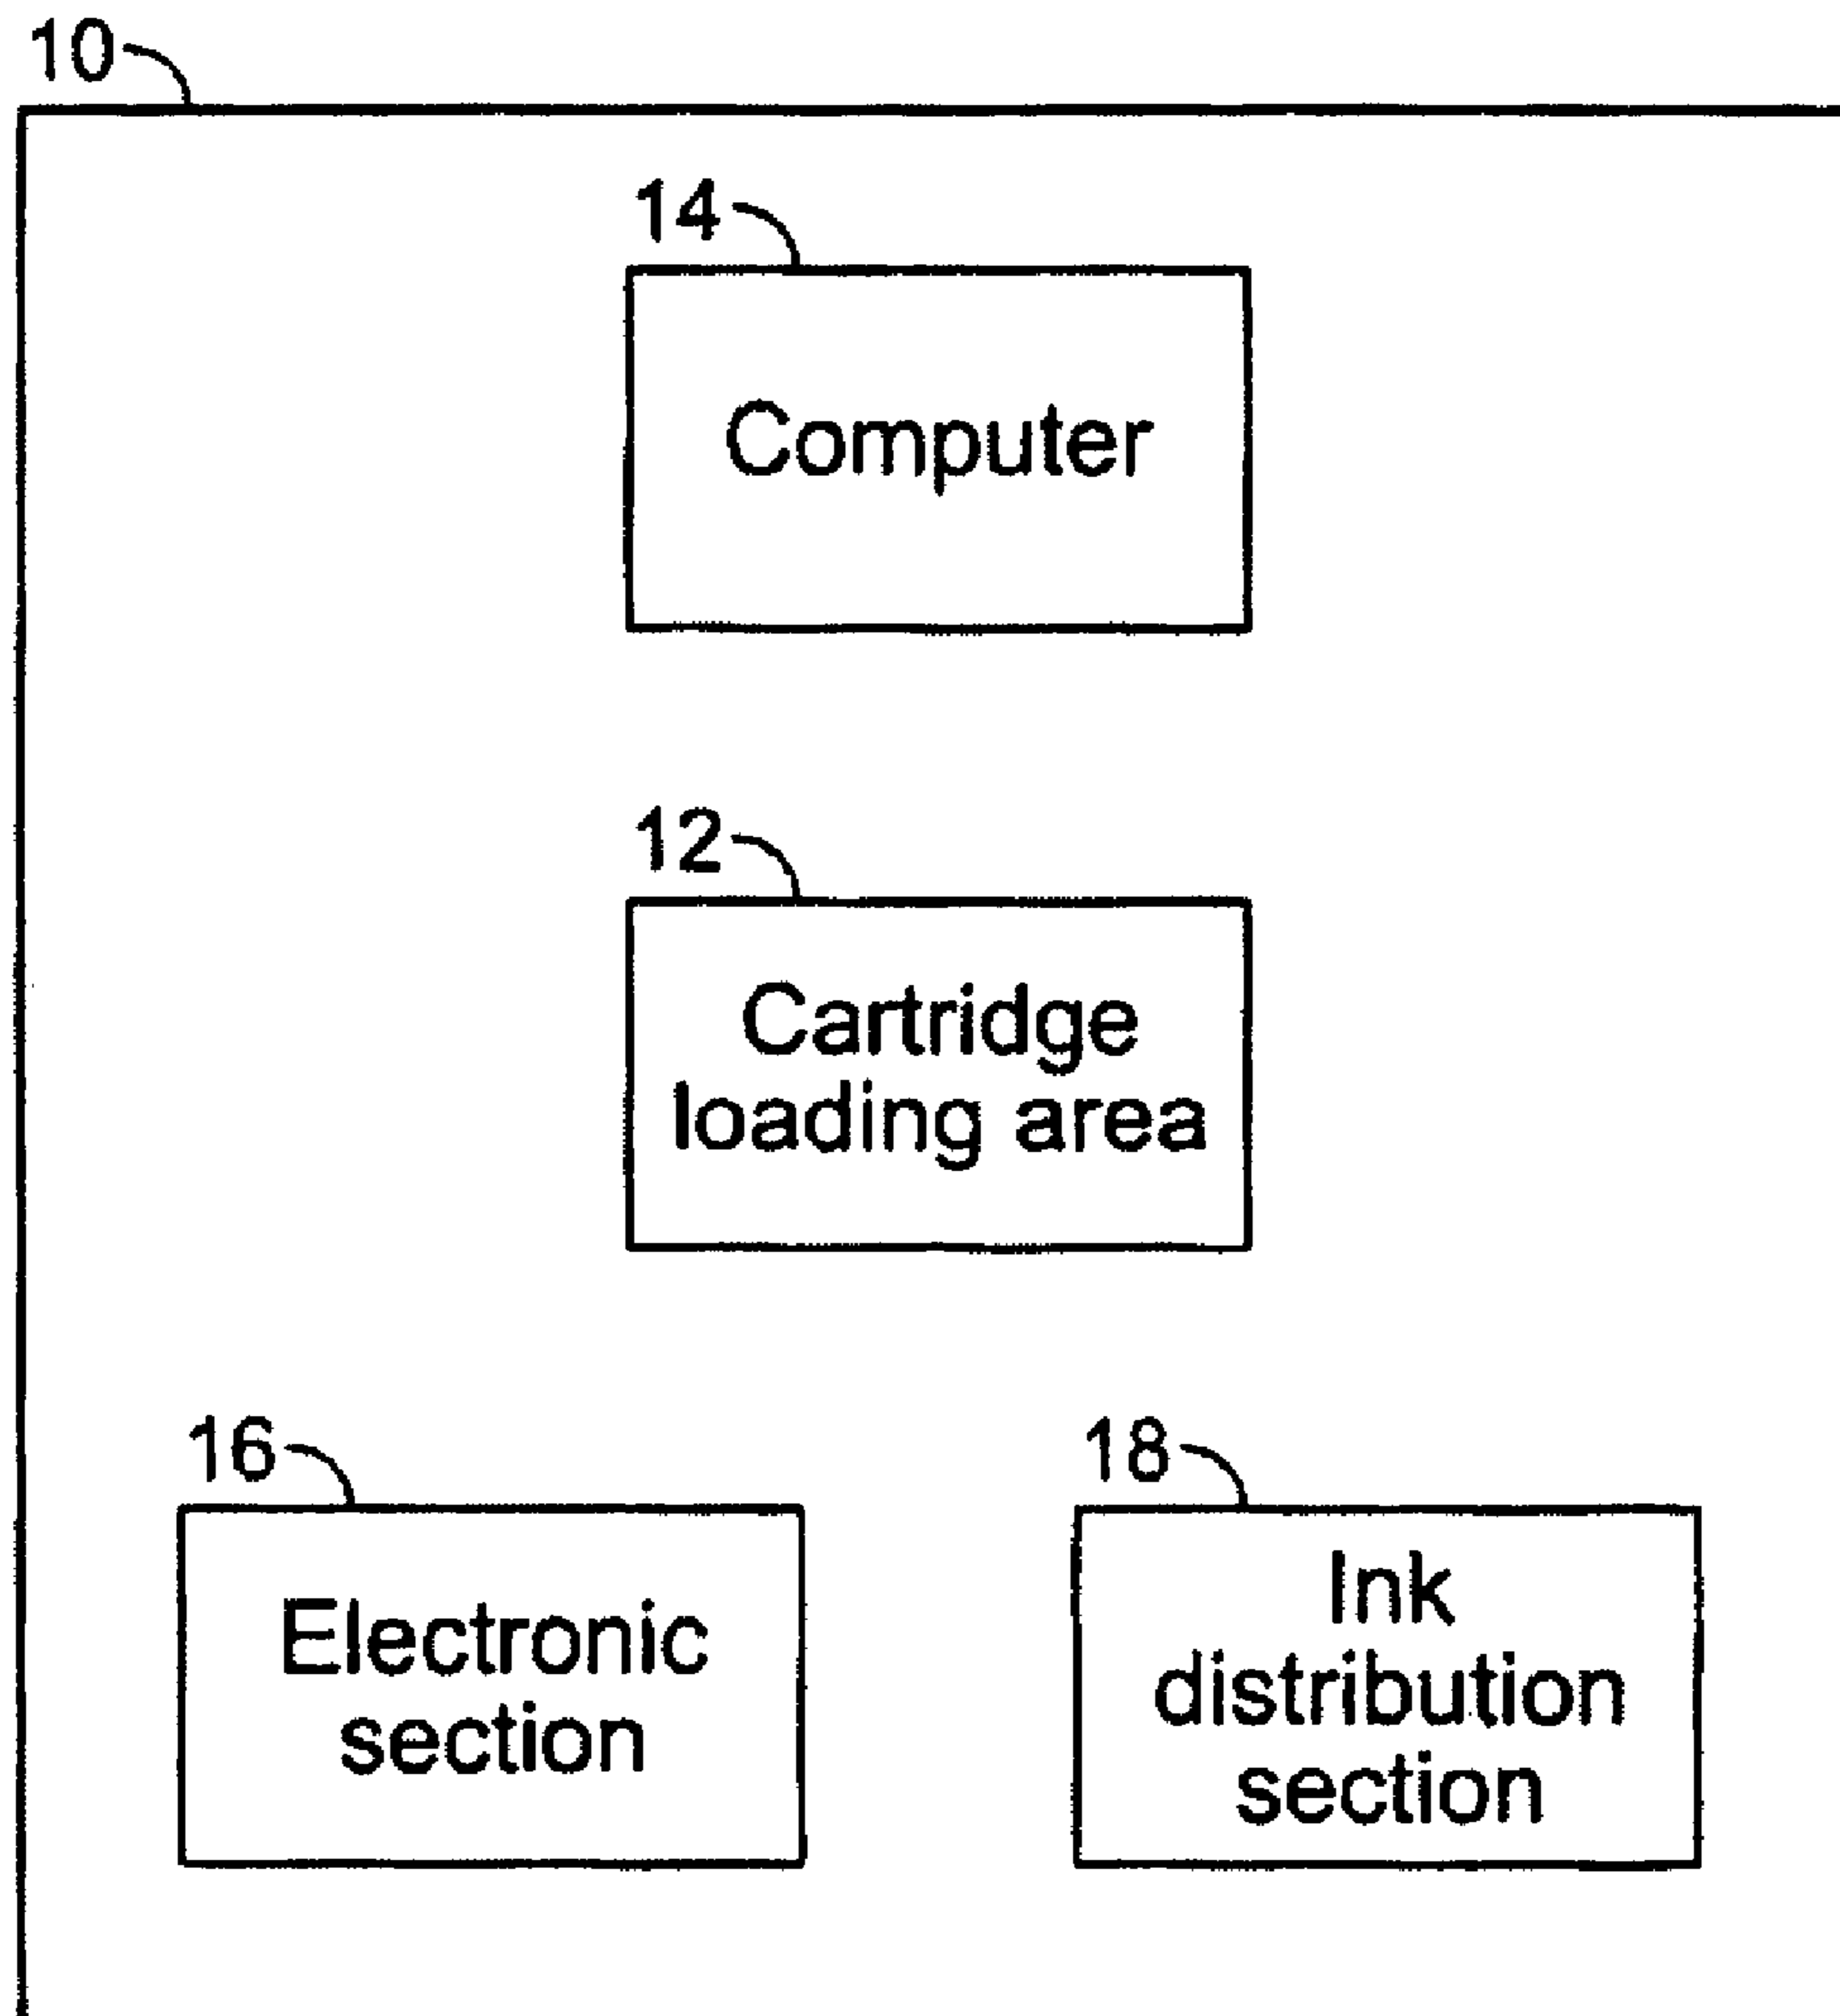 10
14
Computer
12
Cartridge
loading area
16
Electronic
section
18
Ink
distribution
section